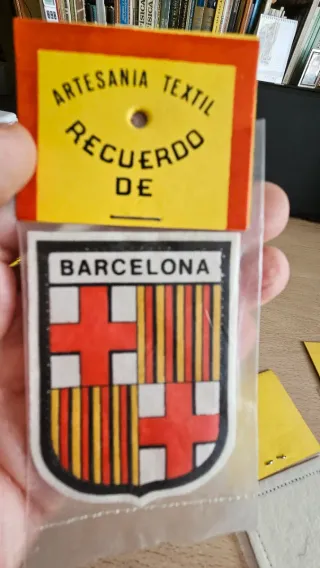 ARTESANIA TEXTIL
RECUERDO
DE
BARCELONA